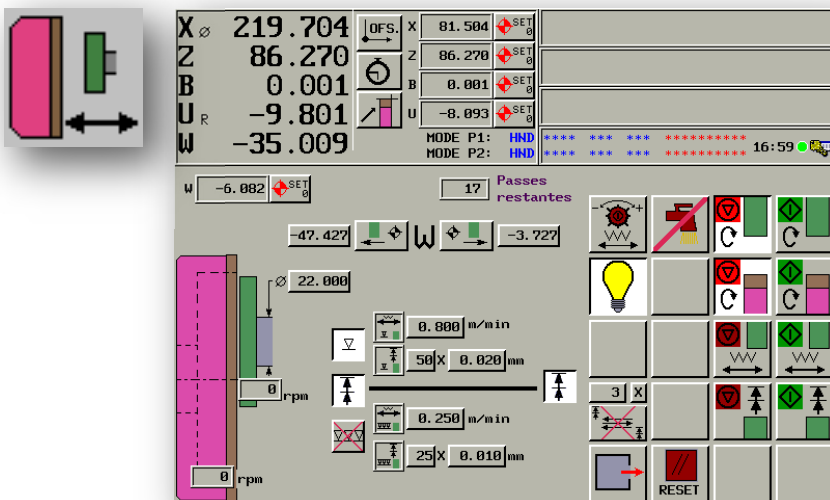 X ⌀ 219.704 OFS. X 81.504 SET 0
Z 86.270 Z 86.270 SET 0
B 0.001 B 0.001 SET 0
U R -9.801 U -8.093 SET 0
W -35.009 MODE P1: HND **** *** *** **********
MODE P2: HND **** *** *** **********
16:59
W -6.082 SET 0
17 Passes
restantes
-47.427 W -3.727
⌀ 22.000
0.800 m/min
50 X 0.020 mm
0 rpm
3 X
0.250 m/min
25 X 0.010 mm
0 rpm
RESET